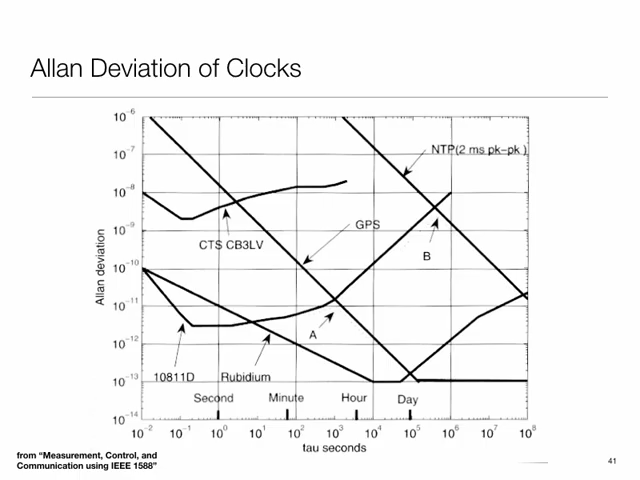 Allan Deviation of Clocks
10⁻⁶
10⁻⁷
NTP(2 ms pk-pk )
10⁻⁸
10⁻⁹
GPS
CTS CB3LV
B
Allan deviation
10⁻¹⁰
10⁻¹¹
A
10⁻¹²
10811D
Rubidium
10⁻¹³
Second
Minute
Hour
Day
10⁻¹⁴
10⁻² 10⁻¹ 10⁰ 10¹ 10² 10³ 10⁴ 10⁵ 10⁶ 10⁷ 10⁸
tau seconds
from “Measurement, Control, and
Communication using IEEE 1588”
41